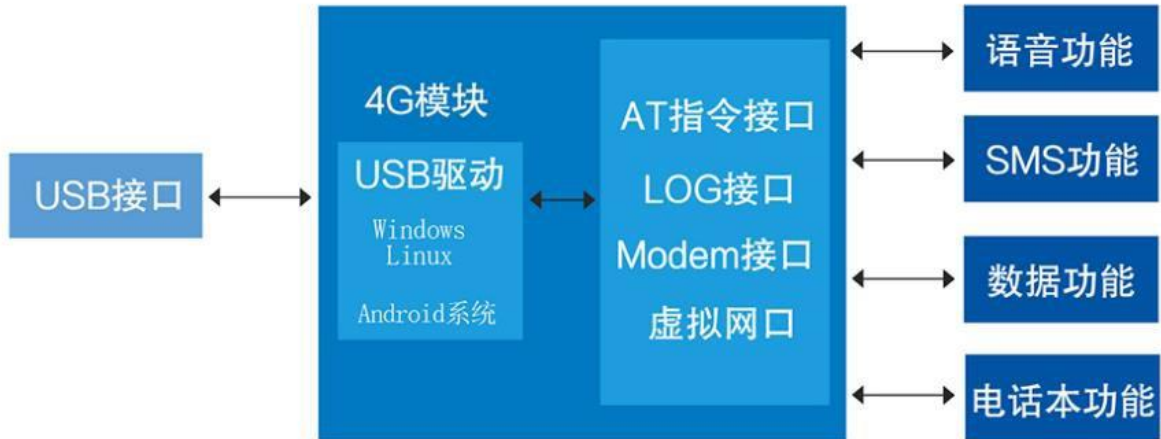 USB接口
4G模块
USB驱动
Windows
Linux
Android系统
AT指令接口
LOG接口
Modem接口
虚拟网口
语音功能
SMS功能
数据功能
电话本功能